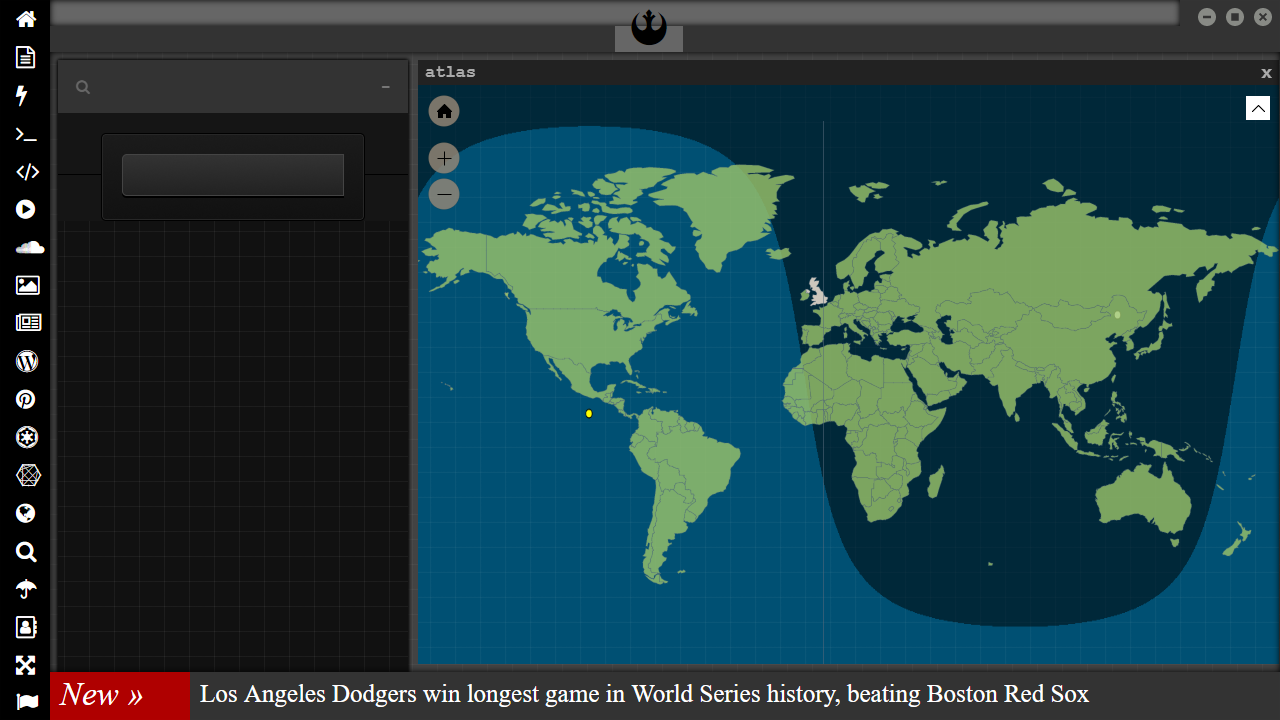 atlas
x
New »
Los Angeles Dodgers win longest game in World Series history, beating Boston Red Sox